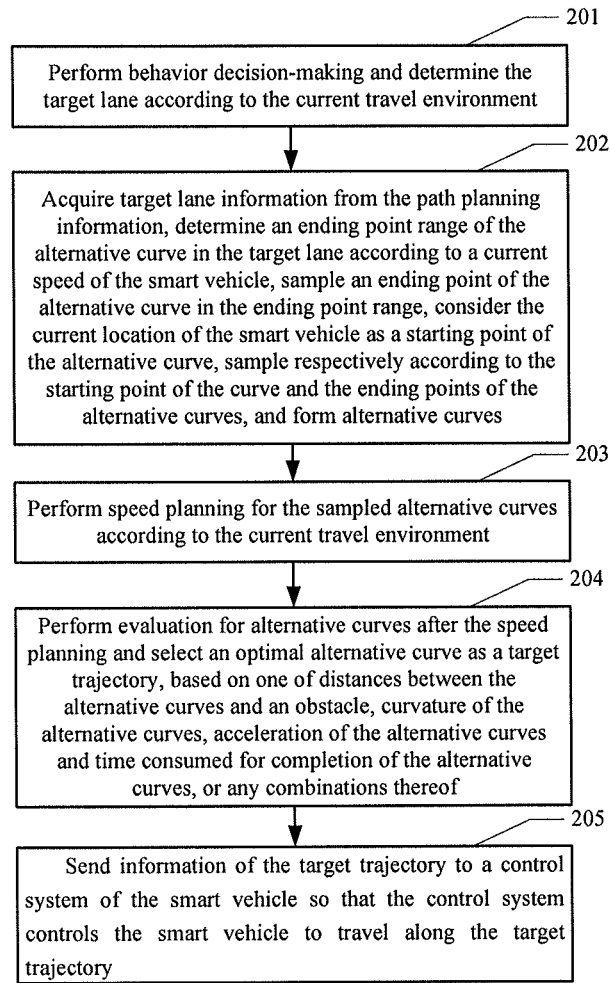 201
Perform behavior decision-making and determine the
target lane according to the current travel environment
202
Acquire target lane information from the path planning
information, determine an ending point range of the
alternative curve in the target lane according to a current
speed of the smart vehicle, sample an ending point of the
alternative curve in the ending point range, consider the
current location of the smart vehicle as a starting point of
the alternative curve, sample respectively according to the
starting point of the curve and the ending points of the
alternative curves, and form alternative curves
203
Perform speed planning for the sampled alternative curves
according to the current travel environment
204
Perform evaluation for alternative curves after the speed
planning and select an optimal alternative curve as a target
trajectory, based on one of distances between the
alternative curves and an obstacle, curvature of the
alternative curves, acceleration of the alternative curves
and time consumed for completion of the alternative
curves, or any combinations thereof
205
Send information of the target trajectory to a control
system of the smart vehicle so that the control system
controls the smart vehicle to travel along the target
trajectory